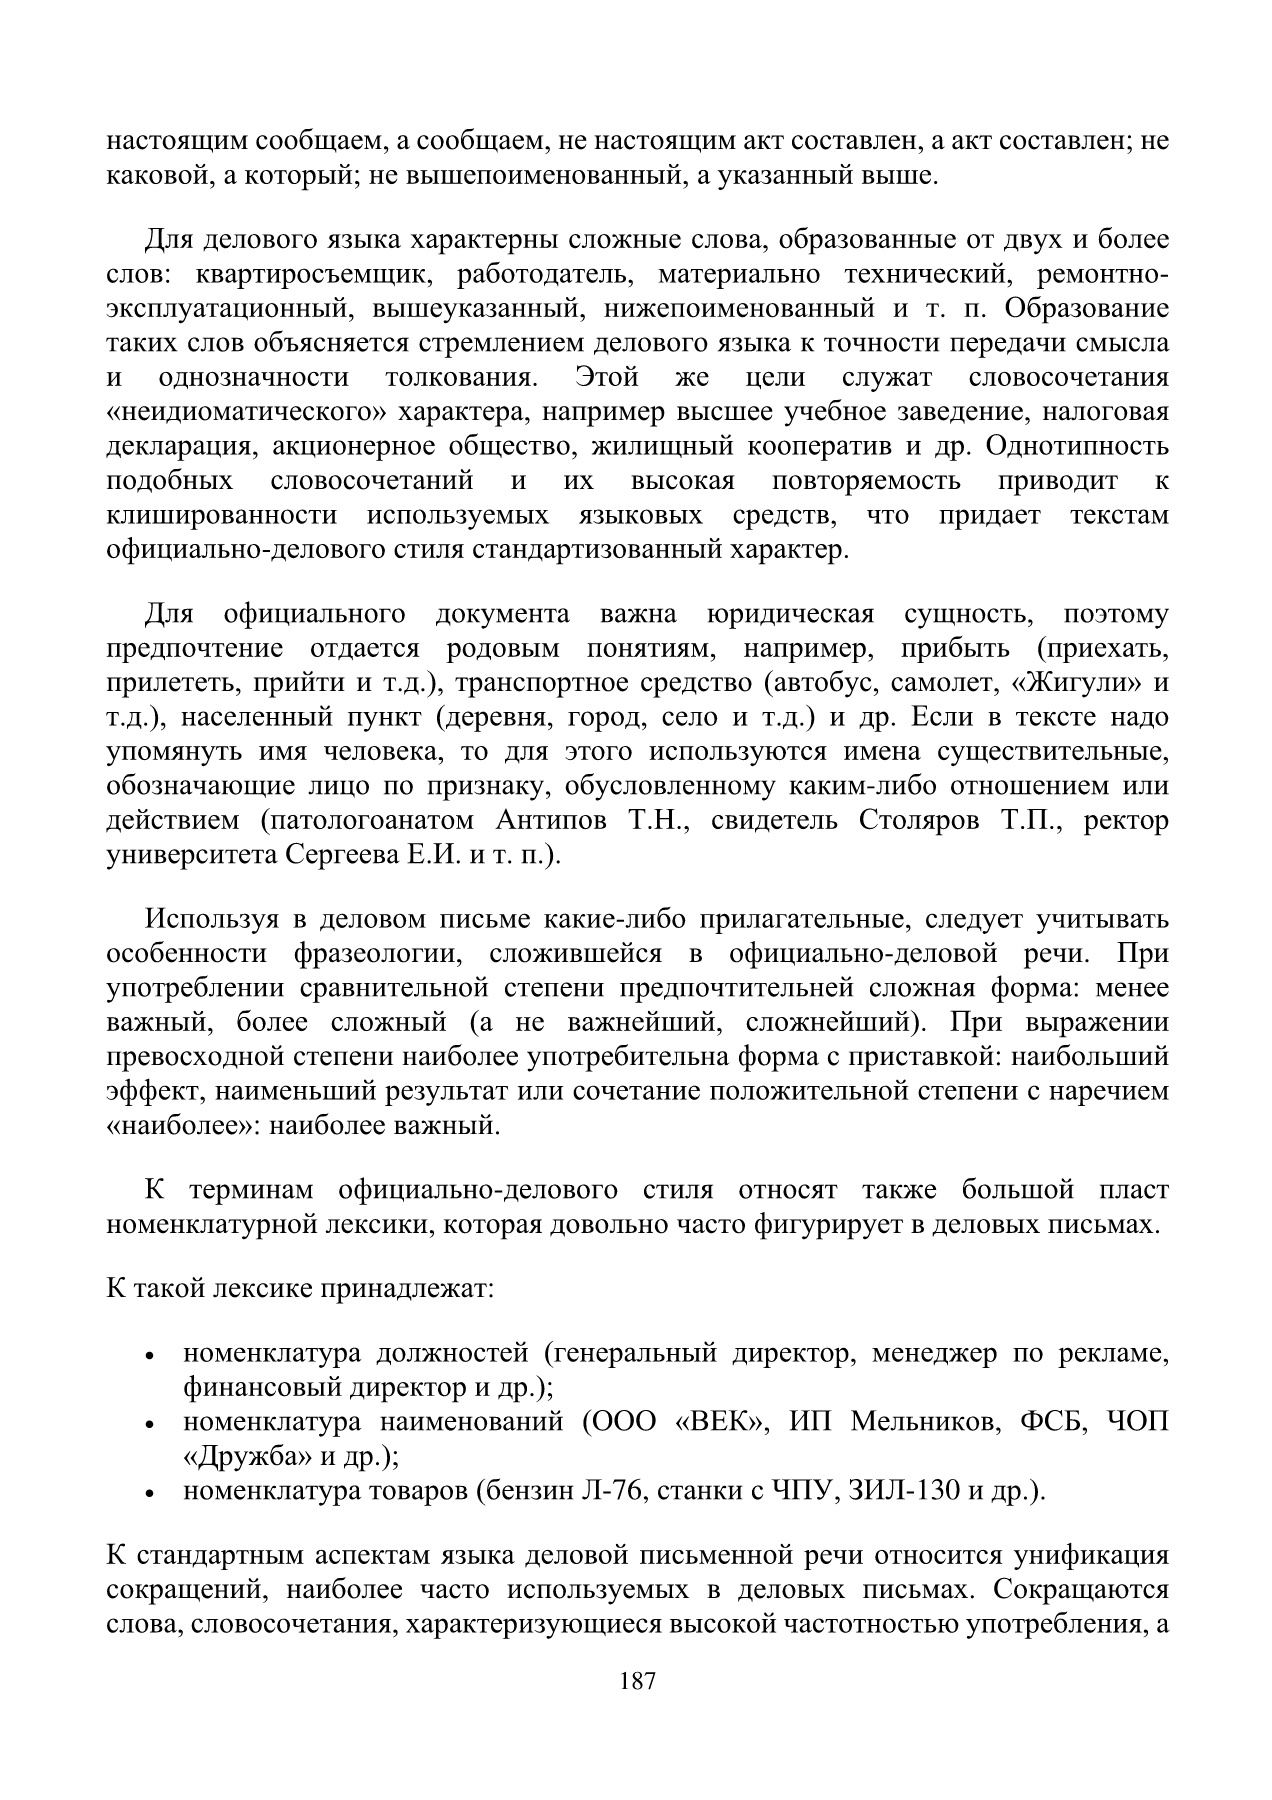 настоящим сообщаем, а сообщаем, не настоящим акт составлен, а акт составлен; не
каковой, а который; не вышепоименованный, а указанный выше.
Для делового языка характерны сложные слова, образованные от двух и более
слов: квартиросъемщик, работодатель, материально технический, ремонтно-
эксплуатационный, вышеуказанный, нижепоименованный и т. п. Образование
таких слов объясняется стремлением делового языка к точности передачи смысла
и однозначности толкования. Этой же цели служат словосочетания
«неидиоматического» характера, например высшее учебное заведение, налоговая
декларация, акционерное общество, жилищный кооператив и др. Однотипность
подобных словосочетаний и их высокая повторяемость приводит к
клишированности используемых языковых средств, что придает текстам
официально-делового стиля стандартизованный характер.
Для официального документа важна юридическая сущность, поэтому
предпочтение отдается родовым понятиям, например, прибыть (приехать,
прилететь, прийти и т.д.), транспортное средство (автобус, самолет, «Жигули» и
т.д.), населенный пункт (деревня, город, село и т.д.) и др. Если в тексте надо
упомянуть имя человека, то для этого используются имена существительные,
обозначающие лицо по признаку, обусловленному каким-либо отношением или
действием (патологоанатом Антипов Т.Н., свидетель Столяров Т.П., ректор
университета Сергеева Е.И. и т. п.).
Используя в деловом письме какие-либо прилагательные, следует учитывать
особенности фразеологии, сложившейся в официально-деловой речи. При
употреблении сравнительной степени предпочтительней сложная форма: менее
важный, более сложный (а не важнейший, сложнейший). При выражении
превосходной степени наиболее употребительна форма с приставкой: наибольший
эффект, наименьший результат или сочетание положительной степени с наречием
«наиболее»: наиболее важный.
К терминам официально-делового стиля относят также большой пласт
номенклатурной лексики, которая довольно часто фигурирует в деловых письмах.
К такой лексике принадлежат:
• номенклатура должностей (генеральный директор, менеджер по рекламе,
финансовый директор и др.);
• номенклатура наименований (ООО «ВЕК», ИП Мельников, ФСБ, ЧОП
«Дружба» и др.);
• номенклатура товаров (бензин Л-76, станки с ЧПУ, ЗИЛ-130 и др.).
К стандартным аспектам языка деловой письменной речи относится унификация
сокращений, наиболее часто используемых в деловых письмах. Сокращаются
слова, словосочетания, характеризующиеся высокой частотностью употребления, а
187